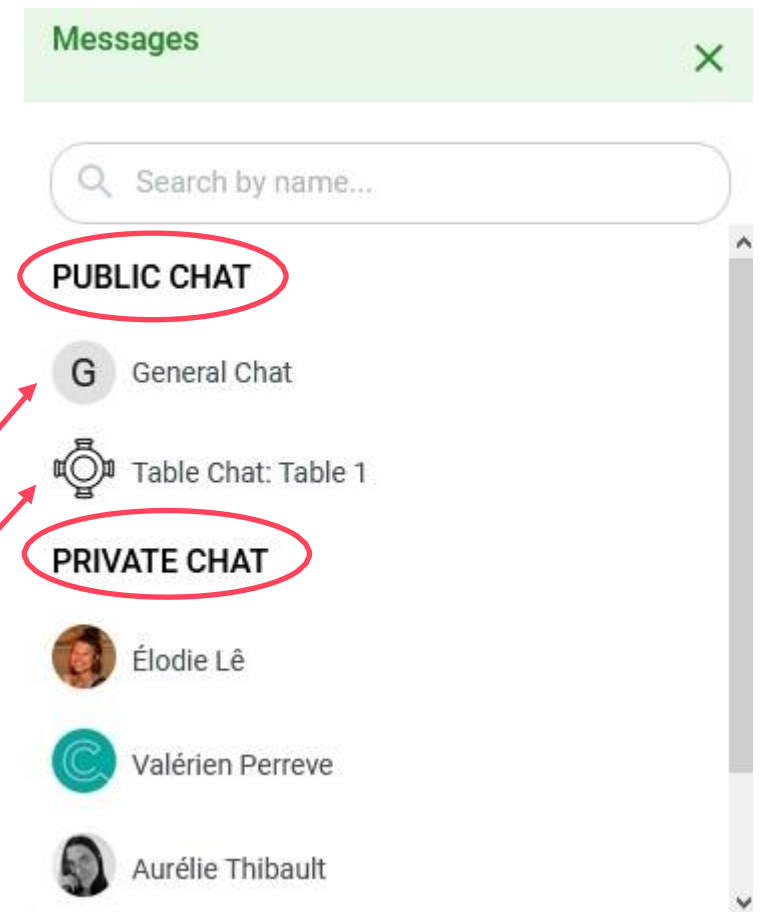 Messages
Search by name...
PUBLIC CHAT
G General Chat
Table Chat: Table 1
PRIVATE CHAT
Élodie Lê
Valérien Perreve
Aurélie Thibault